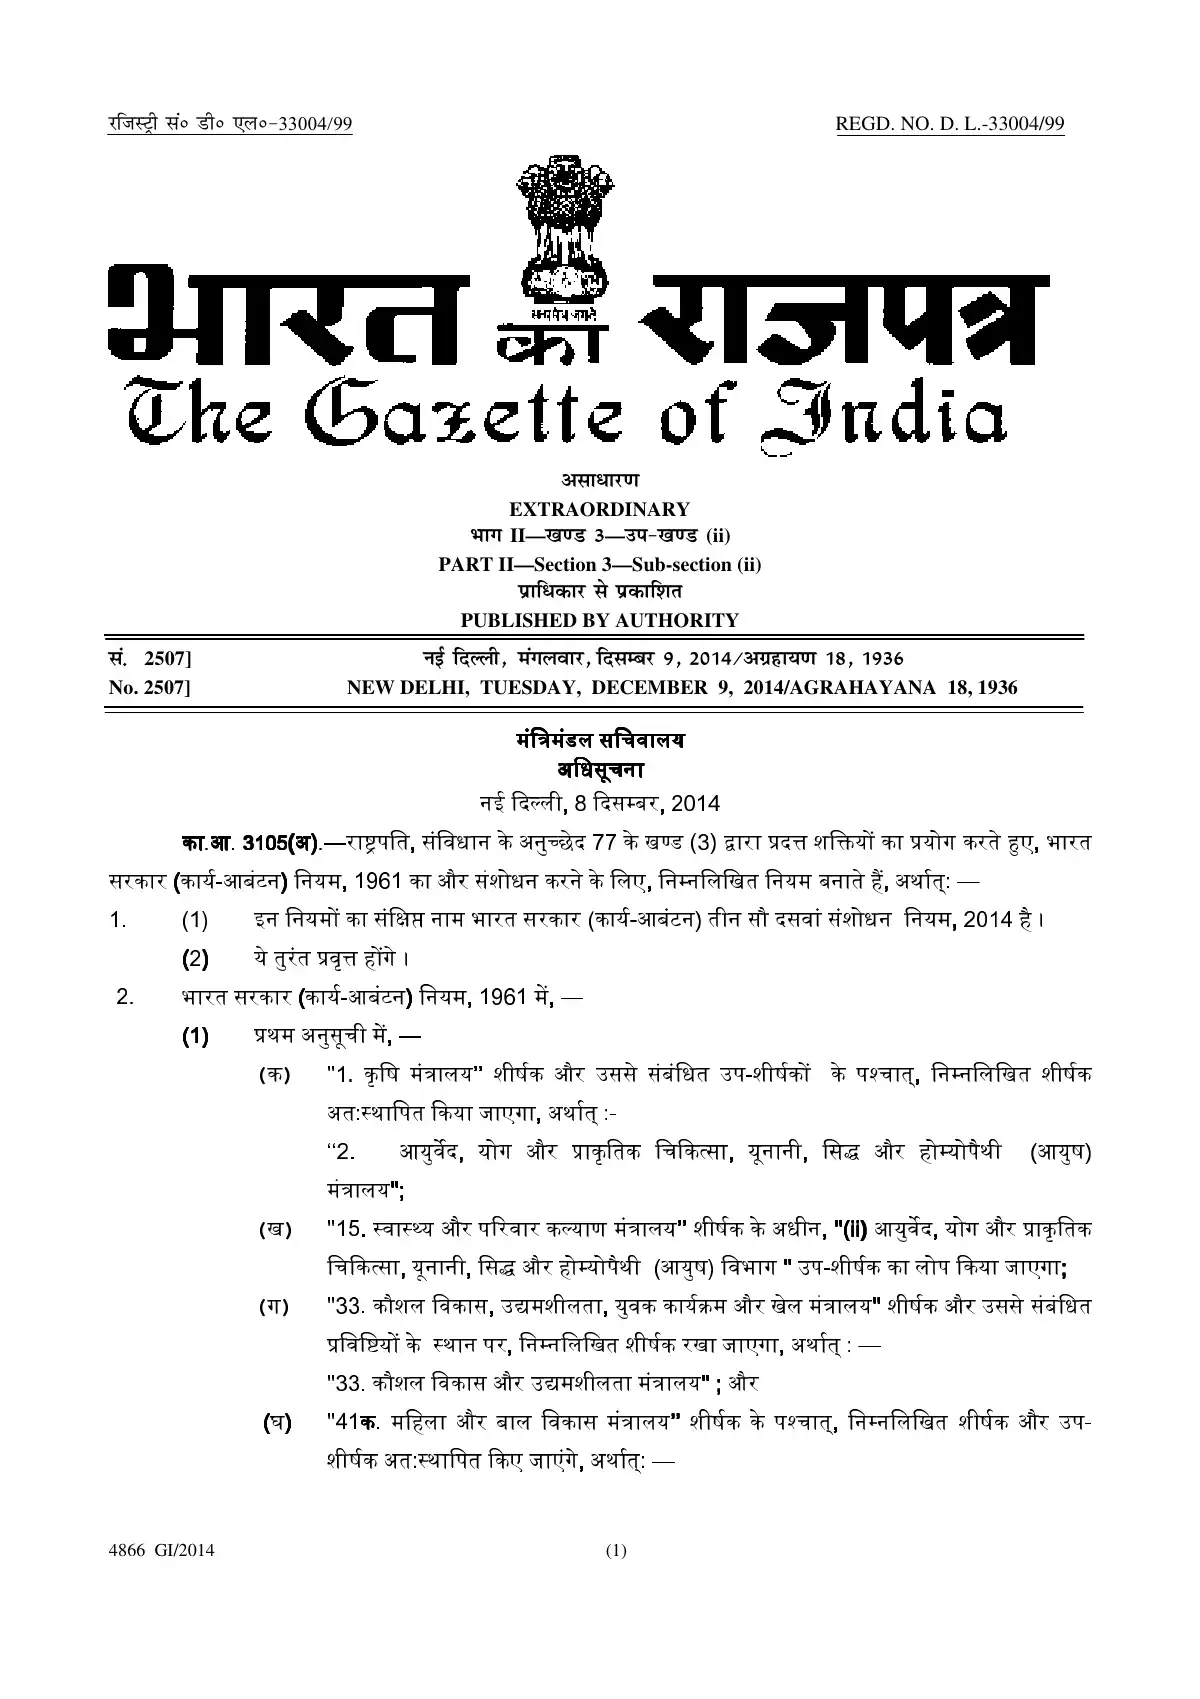 रजिस्ट्री सं० डी० एल०-33004/99
REGD. NO. D. L.-33004/99
सत्यमेव जयते
भारत का राजपत्र
The Gazette of India
असाधारण
EXTRAORDINARY
भाग II—खण्ड 3—उप-खण्ड (ii)
PART II—Section 3—Sub-section (ii)
प्राधिकार से प्रकाशित
PUBLISHED BY AUTHORITY
सं. 2507] नई दिल्ली, मंगलवार, दिसम्बर 9, 2014/अग्रहायण 18, 1936
No. 2507] NEW DELHI, TUESDAY, DECEMBER 9, 2014/AGRAHAYANA 18, 1936
मंत्रिमंडल सचिवालय
अधिसूचना
नई दिल्ली, 8 दिसम्बर, 2014
का.आ. 3105(अ).—राष्ट्रपति, संविधान के अनुच्छेद 77 के खण्ड (3) द्वारा प्रदत्त शक्तियों का प्रयोग करते हुए, भारत
सरकार (कार्य-आबंटन) नियम, 1961 का और संशोधन करने के लिए, निम्नलिखित नियम बनाते हैं, अर्थात्: —
1. (1) इन नियमों का संक्षिप्त नाम भारत सरकार (कार्य-आबंटन) तीन सौ दसवां संशोधन नियम, 2014 है ।
(2) ये तुरंत प्रवृत्त होंगे ।
2. भारत सरकार (कार्य-आबंटन) नियम, 1961 में, —
(1) प्रथम अनुसूची में, —
(क) "1. कृषि मंत्रालय” शीर्षक और उससे संबंधित उप-शीर्षकों के पश्चात्, निम्नलिखित शीर्षक
अत:स्थापित किया जाएगा, अर्थात् :-
‘‘2. आयुर्वेद, योग और प्राकृतिक चिकित्सा, यूनानी, सिद्ध और होम्योपैथी (आयुष)
मंत्रालय";
(ख) "15. स्वास्थ्य और परिवार कल्याण मंत्रालय” शीर्षक के अधीन, "(ii) आयुर्वेद, योग और प्राकृतिक
चिकित्सा, यूनानी, सिद्ध और होम्योपैथी (आयुष) विभाग " उप-शीर्षक का लोप किया जाएगा;
(ग) "33. कौशल विकास, उद्यमशीलता, युवक कार्यक्रम और खेल मंत्रालय" शीर्षक और उससे संबंधित
प्रविष्टियों के स्थान पर, निम्नलिखित शीर्षक रखा जाएगा, अर्थात् : —
"33. कौशल विकास और उद्यमशीलता मंत्रालय" ; और
(घ) "41क. महिला और बाल विकास मंत्रालय” शीर्षक के पश्चात्, निम्नलिखित शीर्षक और उप-
शीर्षक अत:स्थापित किए जाएंगे, अर्थात्: —
4866 GI/2014
(1)